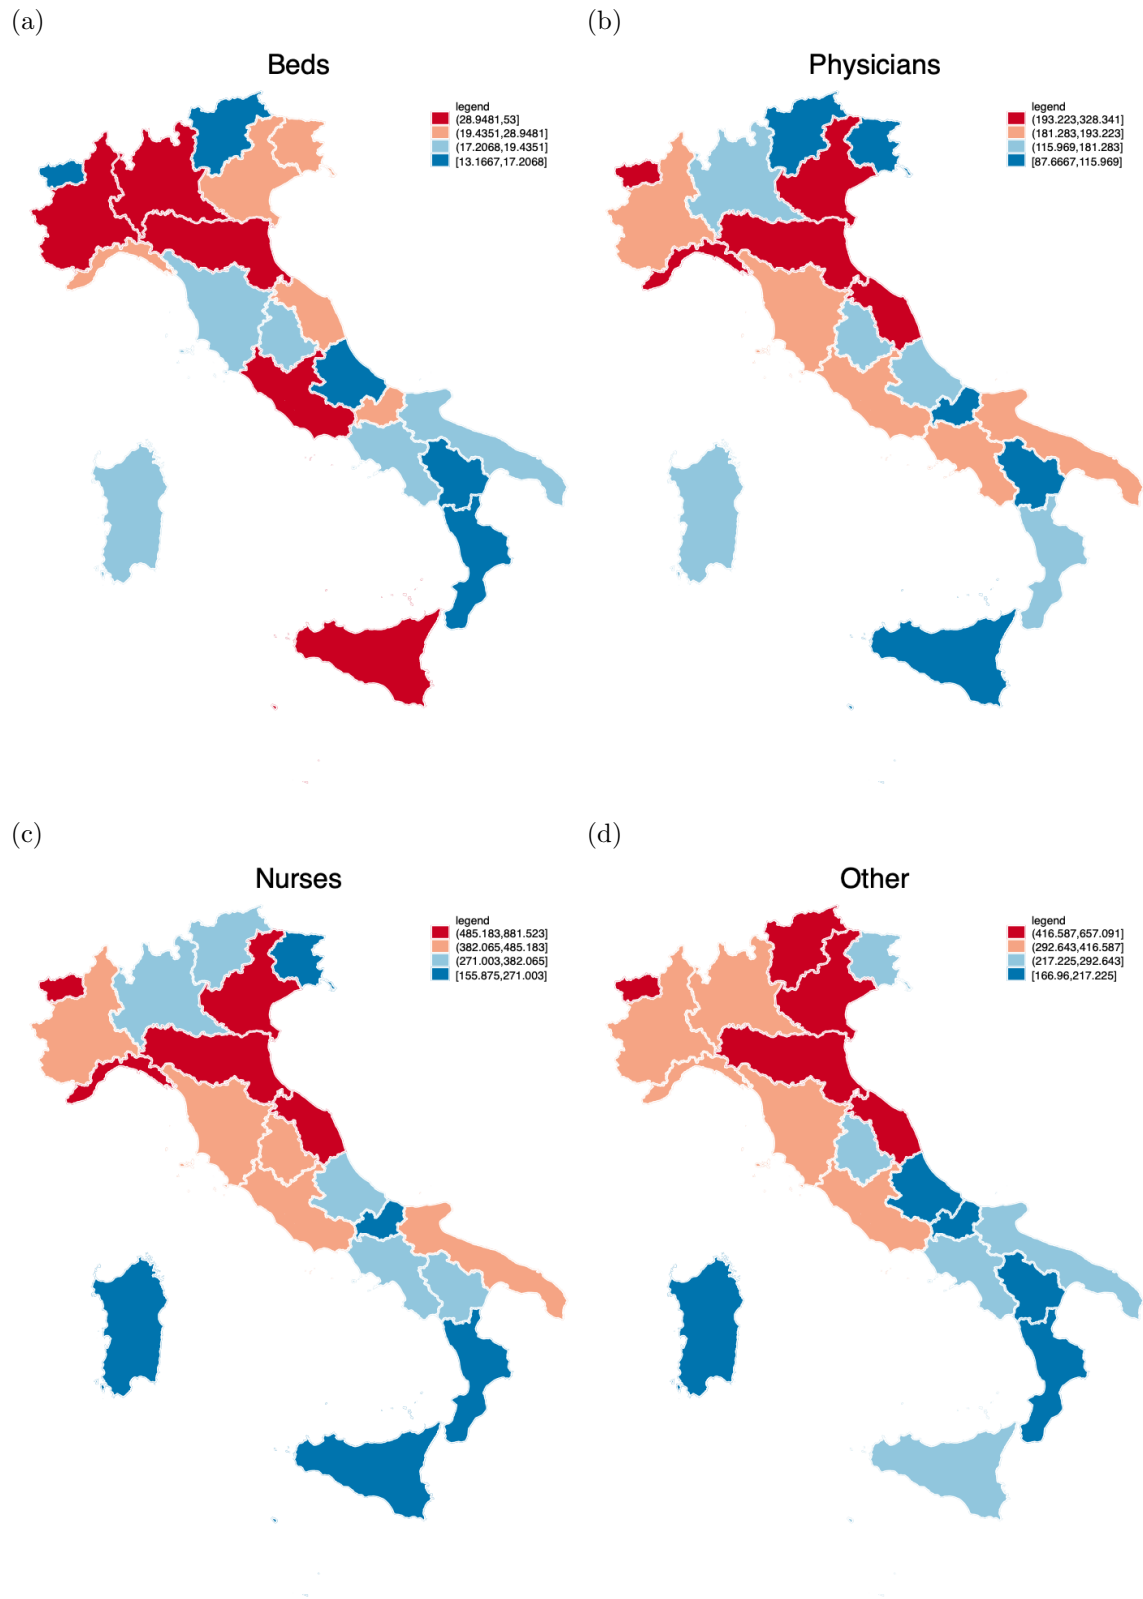 (a)
Beds
legend
(28.9481,53]
(19.4351,28.9481]
(17.2068,19.4351]
[13.1667,17.2068]
(b)
Physicians
legend
(193.223,328.341]
(181.283,193.223]
(115.969,181.283]
[87.6667,115.969]
(c)
Nurses
legend
(485.183,881.523]
(382.065,485.183]
(271.003,382.065]
[155.875,271.003]
(d)
Other
legend
(416.587,657.091]
(292.643,416.587]
(217.225,292.643]
[166.96,217.225]